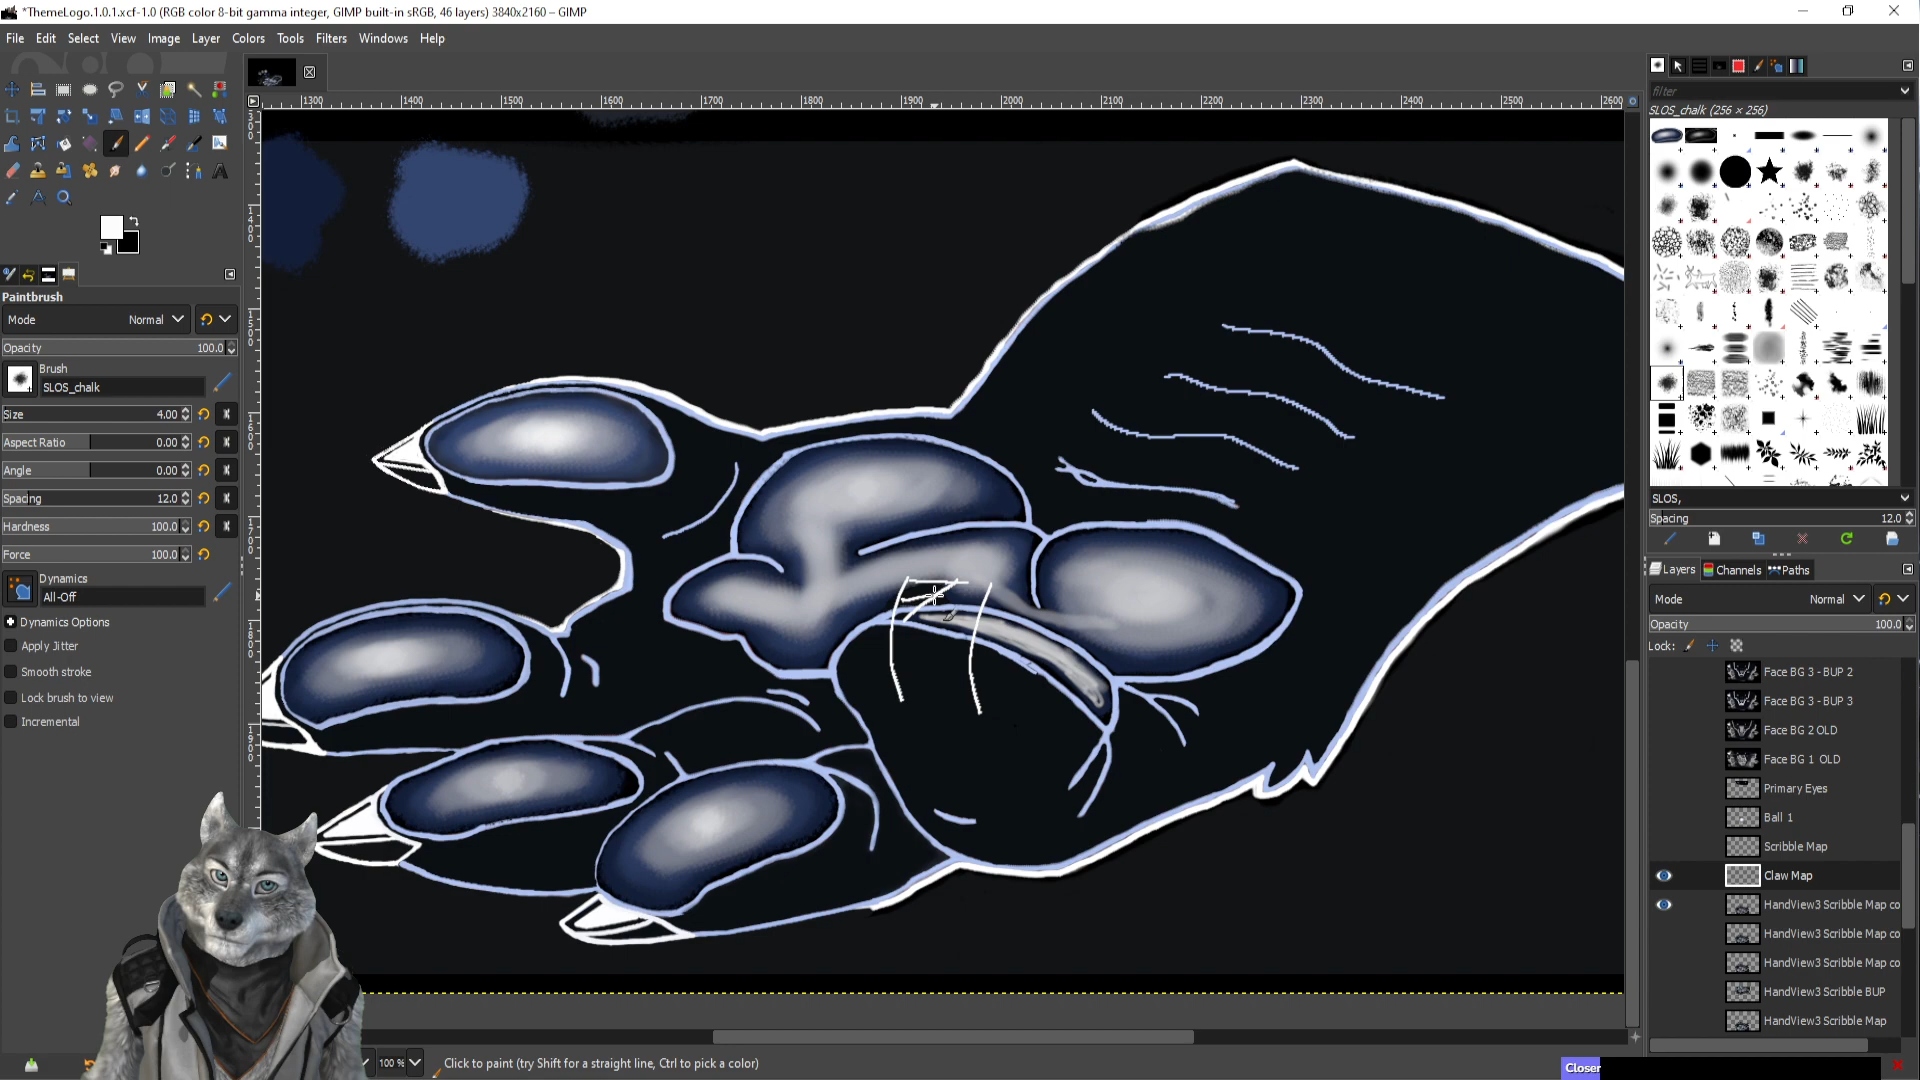 *ThemeLogo.1.0.1.xcf-1.0 (RGB color 8-bit gamma integer, GIMP built-in sRGB, 46 layers) 3840x2160 – GIMP
File Edit Select View Image Layer Colors Tools Filters Windows Help
1300 1400 1500 1600 1700 1800 1900 2000 2100 2200 2300 2400 2500 2600
filter
SLOS_chalk (256 × 256)
Paintbrush
Mode Normal
Opacity 100.0
Brush
SLOS_chalk
Size 4.00
Aspect Ratio 0.00
Angle 0.00
Spacing 12.0
Hardness 100.0
Force 100.0
Dynamics
All-Off
Dynamics Options
Apply Jitter
Smooth stroke
Lock brush to view
Incremental
SLOS,
Spacing 12.0
Layers Channels Paths
Mode Normal
Opacity 100.0
Lock:
Face BG 3 - BUP 2
Face BG 3 - BUP 3
Face BG 2 OLD
Face BG 1 OLD
Primary Eyes
Ball 1
Scribble Map
Claw Map
HandView3 Scribble Map co
HandView3 Scribble Map co
HandView3 Scribble Map co
HandView3 Scribble BUP
HandView3 Scribble Map
100 % Click to paint (try Shift for a straight line, Ctrl to pick a color)
Closer